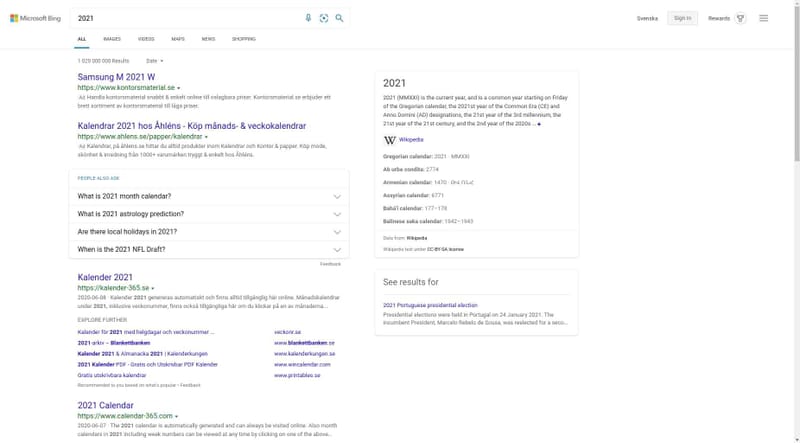 Microsoft Bing
2021
Svenska
Sign in
Rewards
ALL
IMAGES
VIDEOS
MAPS
NEWS
SHOPPING
1 020 000 000 Results
Date
Samsung M 2021 W
https://www.kontorsmaterial.se
Ad Handla kontorsmaterial snabbt & enkelt online till oslagbara priser. Kontorsmaterial.se erbjuder ett
brett sortiment av kontorsmaterial till låga priser.
Kalendrar 2021 hos Åhléns - Köp månads- & veckokalendrar
https://www.ahlens.se/papper/kalendrar
Ad Kalendrar, på åhlens.se hittar du alltid produkter inom Kalendrar och Kontor & papper. Köp mode,
skönhet & inredning från 1000+ varumärken tryggt & enkelt hos Åhléns.
PEOPLE ALSO ASK
What is 2021 month calendar?
What is 2021 astrology prediction?
Are there local holidays in 2021?
When is the 2021 NFL Draft?
Feedback
Kalender 2021
https://kalender-365.se
2020-06-08 · Kalender 2021 genereras automatiskt och finns alltid tillgänglig här online. Månadskalendrar
under 2021, inklusive veckonummer, finns också tillgängliga här om du klickar på en av månaderna...
EXPLORE FURTHER
Kalender för 2021 med helgdagar och veckonummer ...
veckonr.se
2021 arkiv – Blankettbanken
www.blankettbanken.se
Kalender 2021 & Almanacka 2021 | Kalenderkungen
www.kalenderkungen.se
2021 Kalender PDF - Gratis och Utskrivbar PDF Kalender
www.wincalendar.com
Gratis utskrivbara kalendrar
www.printables.se
Recommended to you based on what's popular • Feedback
2021 Calendar
https://www.calendar-365.com
2020-06-07 · The 2021 calendar is automatically generated and can always be visited online. Also month
calendars in 2021 including week numbers can be viewed at any time by clicking on one of the above...
2021
2021 (MMXXI) is the current year, and is a common year starting on Friday
of the Gregorian calendar, the 2021st year of the Common Era (CE) and
Anno Domini (AD) designations, the 21st year of the 3rd millennium, the
21st year of the 21st century, and the 2nd year of the 2020s ...
W Wikipedia
Gregorian calendar: 2021 · MMXXI
Ab urbe condita: 2774
Armenian calendar: 1470 · ԹՎ ՌՆՀ
Assyrian calendar: 6771
Bahá'í calendar: 177–178
Balinese saka calendar: 1942–1943
Data from: Wikipedia
Wikipedia text under CC-BY-SA license
See results for
2021 Portuguese presidential election
Presidential elections were held in Portugal on 24 January 2021. The
incumbent President, Marcelo Rebelo de Sousa, was reelected for a seco...